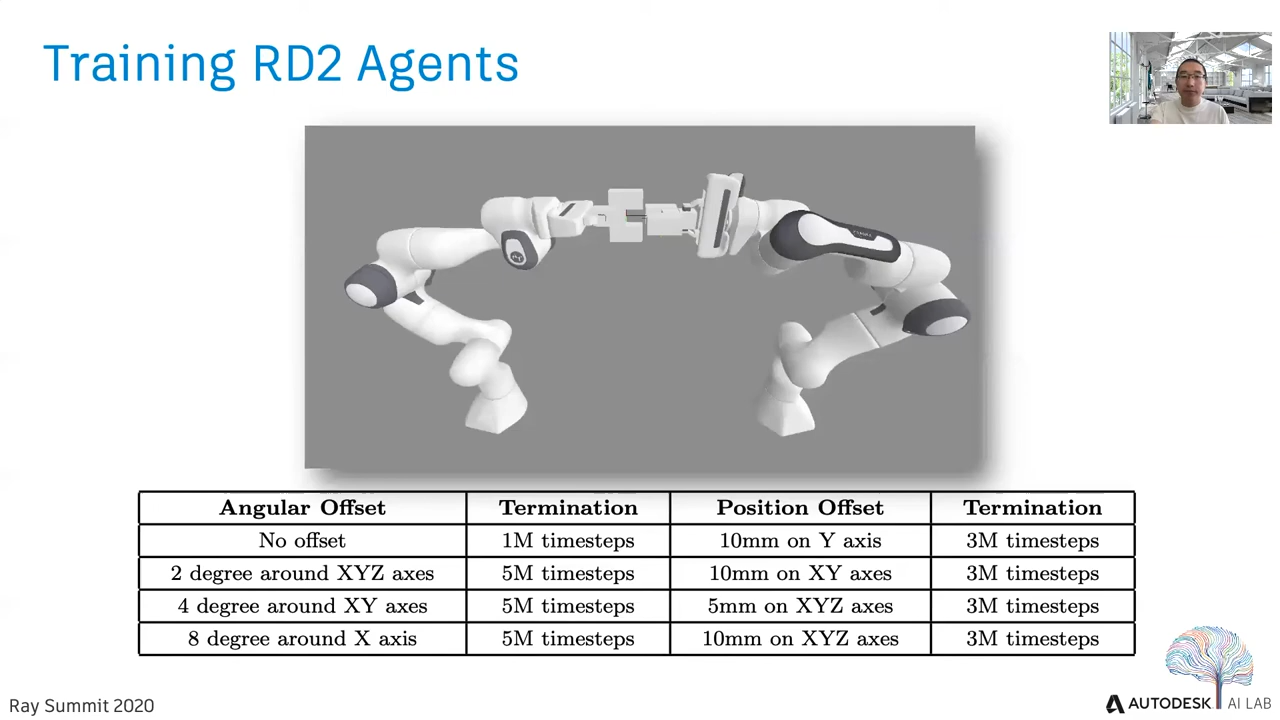 Training RD2 Agents
Angular Offset Termination Position Offset Termination
No offset 1M timesteps 10mm on Y axis 3M timesteps
2 degree around XYZ axes 5M timesteps 10mm on XY axes 3M timesteps
4 degree around XY axes 5M timesteps 5mm on XYZ axes 3M timesteps
8 degree around X axis 5M timesteps 10mm on XYZ axes 3M timesteps
Ray Summit 2020
AUTODESK AI LAB